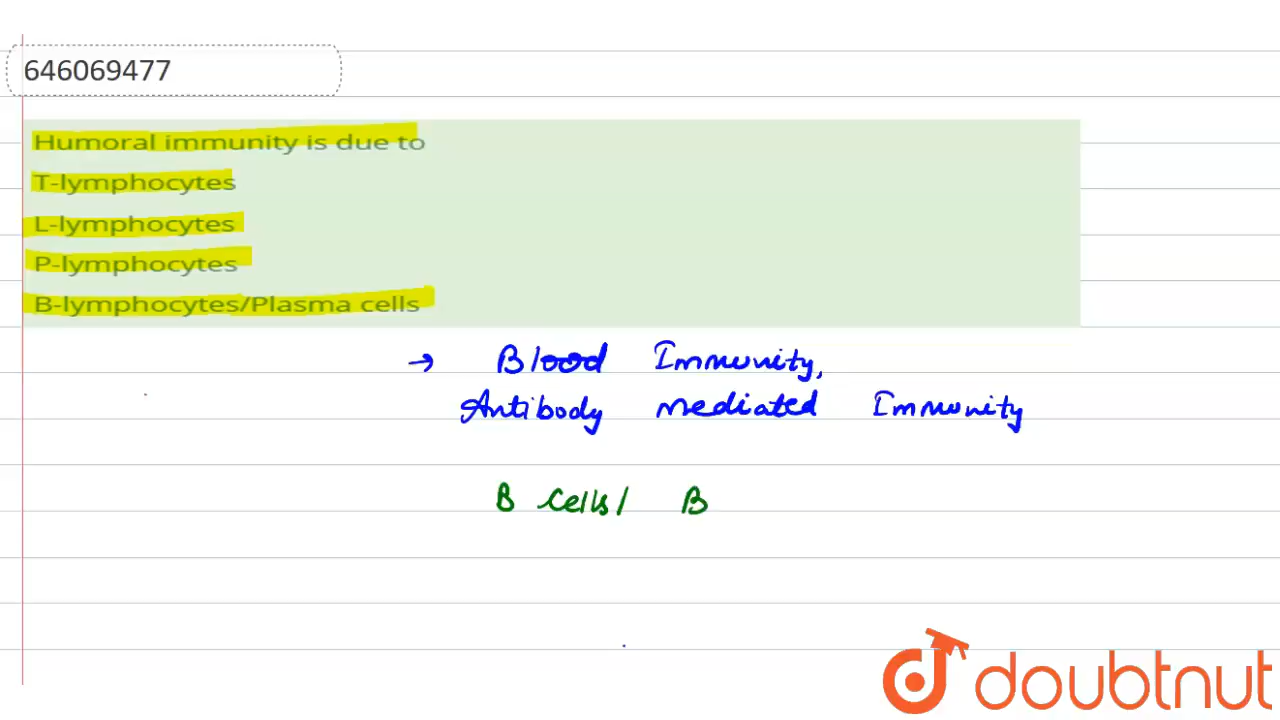 646069477
Humoral immunity is due to
T-lymphocytes
L-lymphocytes
P-lymphocytes
B-lymphocytes/Plasma cells
→ Blood Immunity,
Antibody mediated Immunity
B Cells/ B
doubtnut